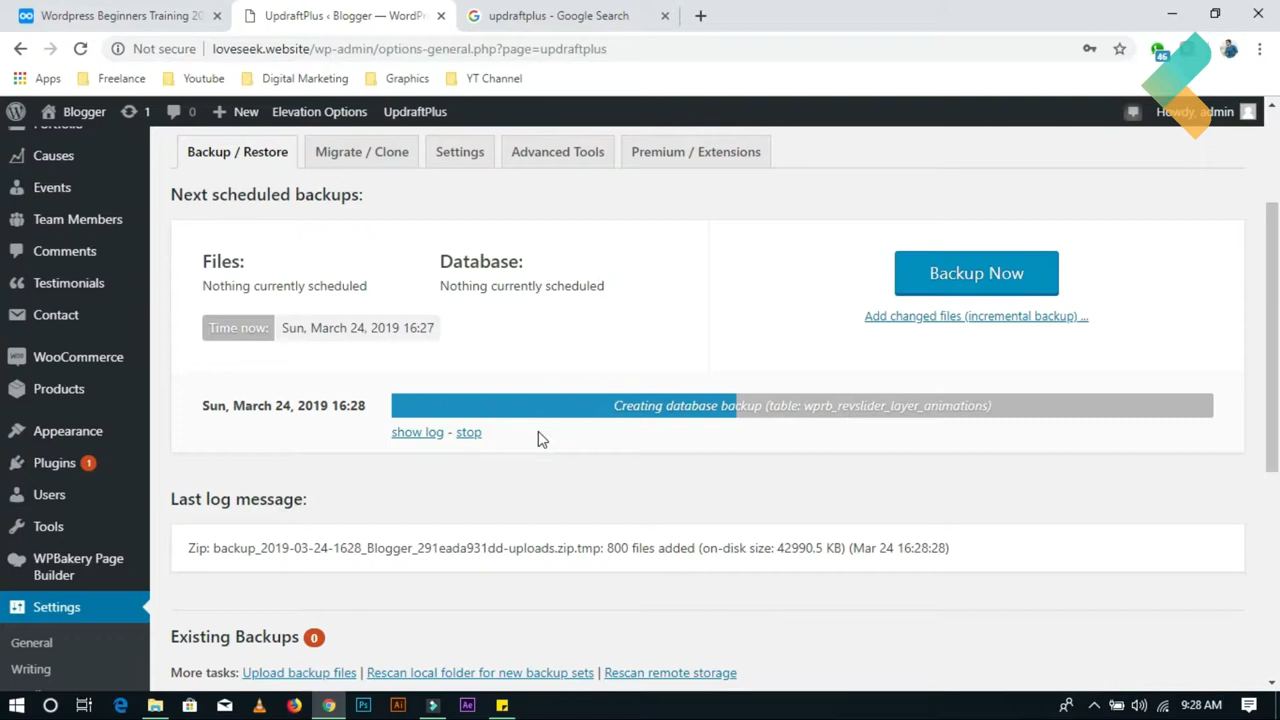 Wordpress Beginners Training 20
UpdraftPlus ‹ Blogger — WordPr
updraftplus - Google Search
Not secure
loveseek.website/wp-admin/options-general.php?page=updraftplus
46
Apps
Freelance
Youtube
Digital Marketing
Graphics
YT Channel
Blogger
1
0
New
Elevation Options
UpdraftPlus
Howdy, admin
Portfolio
Causes
Events
Team Members
Comments
Testimonials
Contact
WooCommerce
Products
Appearance
Plugins 1
Users
Tools
WPBakery Page
Builder
Settings
General
Writing
Backup / Restore
Migrate / Clone
Settings
Advanced Tools
Premium / Extensions
Next scheduled backups:
Files:
Nothing currently scheduled
Database:
Nothing currently scheduled
Time now: Sun, March 24, 2019 16:27
Backup Now
Add changed files (incremental backup) ...
Sun, March 24, 2019 16:28
Creating database backup (table: wprb_revslider_layer_animations)
show log - stop
Last log message:
Zip: backup_2019-03-24-1628_Blogger_291eada931dd-uploads.zip.tmp: 800 files added (on-disk size: 42990.5 KB) (Mar 24 16:28:28)
Existing Backups 0
More tasks: Upload backup files | Rescan local folder for new backup sets | Rescan remote storage
Ps
Ai
Ae
9:28 AM